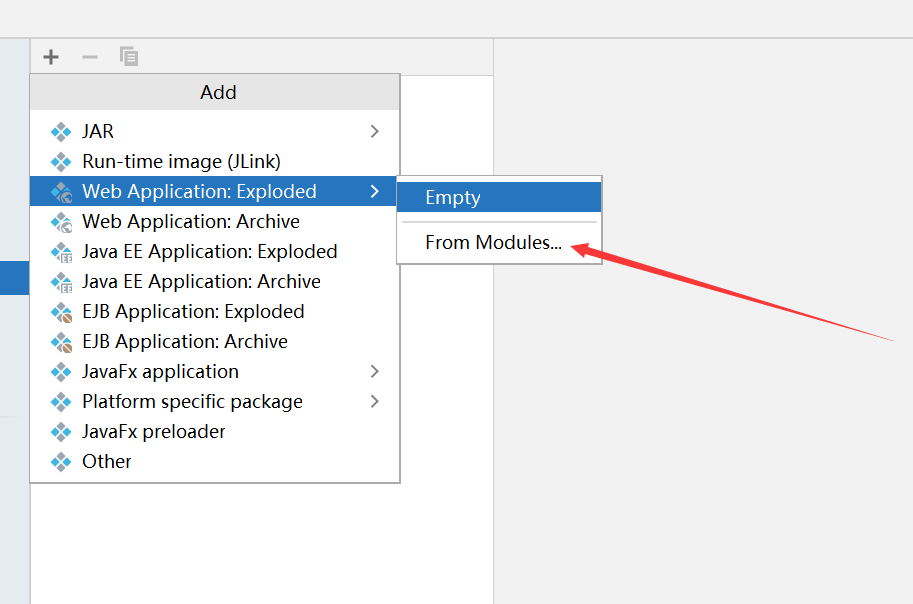 Add
JAR
Run-time image (JLink)
Web Application: Exploded
Empty
Web Application: Archive
From Modules...
Java EE Application: Exploded
Java EE Application: Archive
EJB Application: Exploded
EJB Application: Archive
JavaFx application
Platform specific package
JavaFx preloader
Other